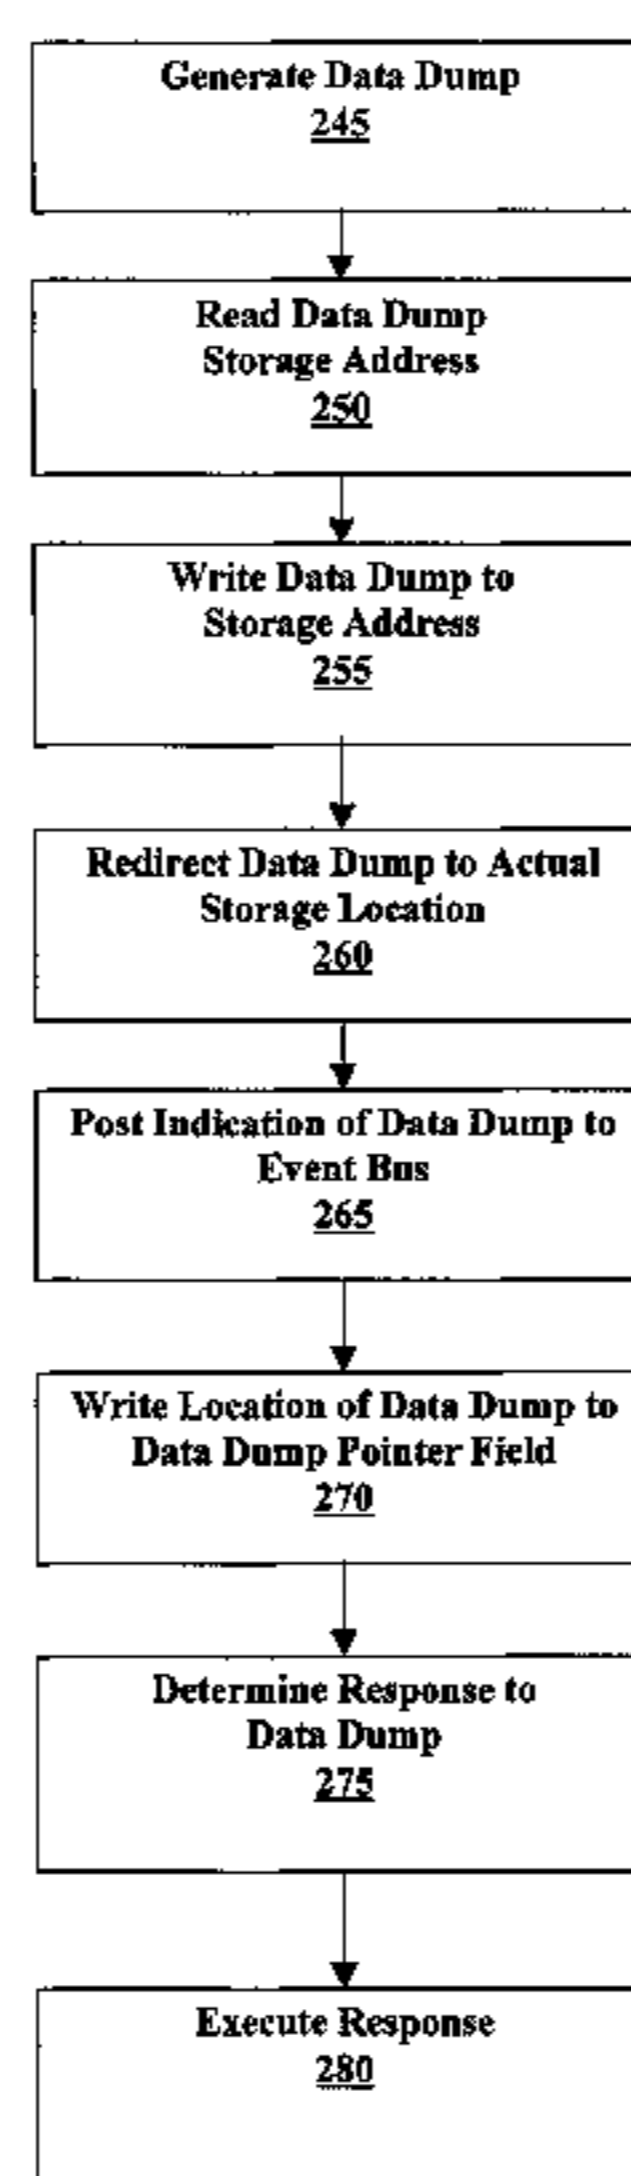 Generate Data Dump
245
Read Data Dump
Storage Address
250
Write Data Dump to
Storage Address
255
Redirect Data Dump to Actual
Storage Location
260
Post Indication of Data Dump to
Event Bus
265
Write Location of Data Dump to
Data Dump Pointer Field
270
Determine Response to
Data Dump
275
Execute Response
280